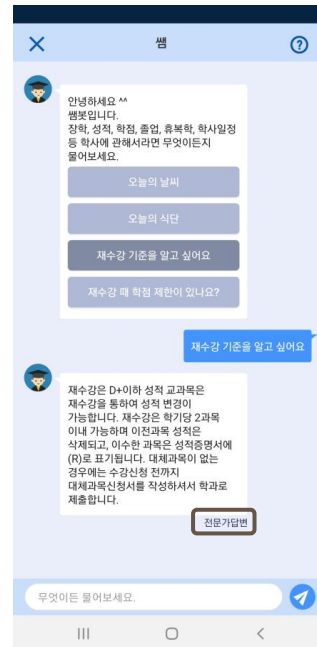 쌤
안녕하세요 ^^
쌤봇입니다.
장학, 성적, 학점, 졸업, 휴복학, 학사일정
등 학사에 관해서라면 무엇이든지
물어보세요.
오늘의 날씨
오늘의 식단
재수강 기준을 알고 싶어요
재수강 때 학점 제한이 있나요?
재수강 기준을 알고 싶어요
재수강은 D+이하 성적 교과목은
재수강을 통하여 성적 변경이
가능합니다. 재수강은 학기당 2과목
이내 가능하며 이전과목 성적은
삭제되고, 이수한 과목은 성적증명서에
(R)로 표기됩니다. 대체과목이 없는
경우에는 수강신청 전까지
대체과목신청서를 작성하셔서 학과로
제출합니다.
전문가답변
무엇이든 물어보세요.